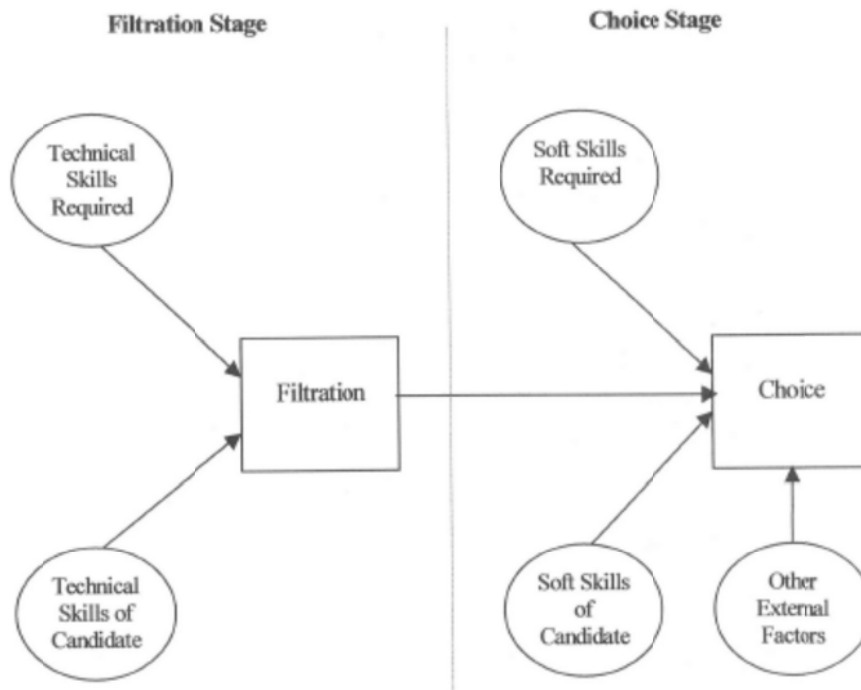 Filtration Stage
Choice Stage
Technical
Skills
Required
Soft Skills
Required
Filtration
Choice
Technical
Skills of
Candidate
Soft Skills
of
Candidate
Other
External
Factors